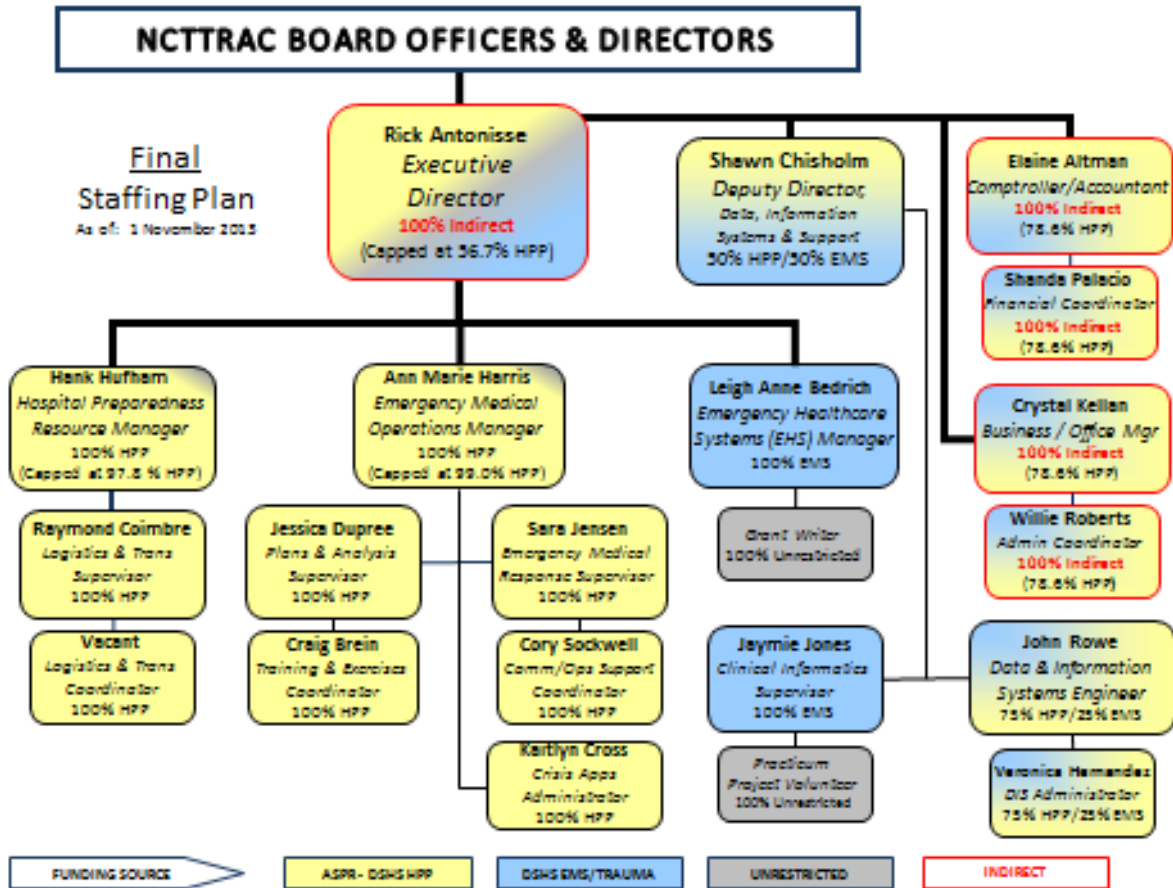 NCTTRAC BOARD OFFICERS & DIRECTORS
Final
Staffing Plan
As of: 1 November 2013
Rick Antonisse
Executive
Director
100% Indirect
(Capped at 56.7% HPP)
Shawn Chisholm
Deputy Director,
Data, Information
Systems & Support
50% HPP/50% EMS
Elaine Altman
Comptroller/Accountant
100% Indirect
(78.6% HPP)
Shanda Palacio
Financial Coordinator
100% Indirect
(78.6% HPP)
Hank Hufham
Hospital Preparedness
Resource Manager
100% HPP
(Capped at 97.8 % HPP)
Ann Marie Harris
Emergency Medical
Operations Manager
100% HPP
(Capped at 99.0% HPP)
Leigh Anne Bedrich
Emergency Healthcare
Systems (EHS) Manager
100% EMS
Crystal Kellan
Business / Office Mgr
100% Indirect
(78.6% HPP)
Raymond Coimbre
Logistics & Trans
Supervisor
100% HPP
Jessica Dupree
Plans & Analysis
Supervisor
100% HPP
Sara Jensen
Emergency Medical
Response Supervisor
100% HPP
Grant Writer
100% Unrestricted
Willie Roberts
Admin Coordinator
100% Indirect
(78.6% HPP)
Vacant
Logistics & Trans
Coordinator
100% HPP
Craig Brein
Training & Exercises
Coordinator
100% HPP
Cory Sockwell
Comm/Ops Support
Coordinator
100% HPP
Jaymie Jones
Clinical Informatics
Supervisor
100% EMS
John Rowe
Data & Information
Systems Engineer
75% HPP/25% EMS
Kaitlyn Cross
Crisis Apps
Administrator
100% HPP
Practicum
Project Volunteer
100% Unrestricted
Veronica Hernandez
DIS Administrator
75% HPP/25% EMS
FUNDING SOURCE
ASPR- DSHS HPP
DSHS EMS/TRAUMA
UNRESTRICTED
INDIRECT